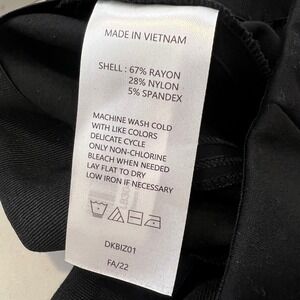 MADE IN VIETNAM
SHELL : 67% RAYON
28% NYLON
5% SPANDEX
MACHINE WASH COLD
WITH LIKE COLORS
DELICATE CYCLE
ONLY NON-CHLORINE
BLEACH WHEN NEEDED
LAY FLAT TO DRY
LOW IRON IF NECESSARY
DKBIZ01
FA/22